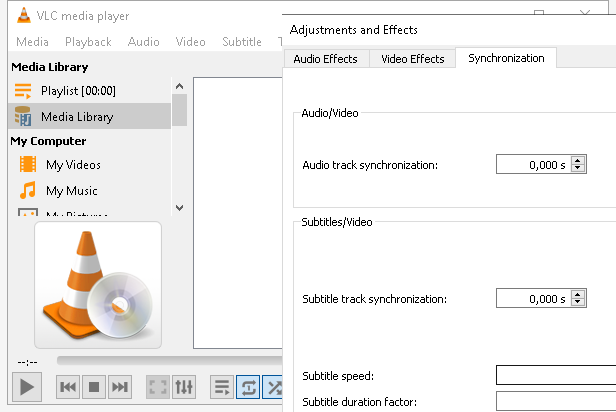 VLC media player
Media Playback Audio Video Subtitle
Media Library
Playlist [00:00]
Media Library
My Computer
My Videos
My Music
My Pictures
--:--
Adjustments and Effects
Audio Effects Video Effects Synchronization
Audio/Video
Audio track synchronization: 0,000 s
Subtitles/Video
Subtitle track synchronization: 0,000 s
Subtitle speed:
Subtitle duration factor: